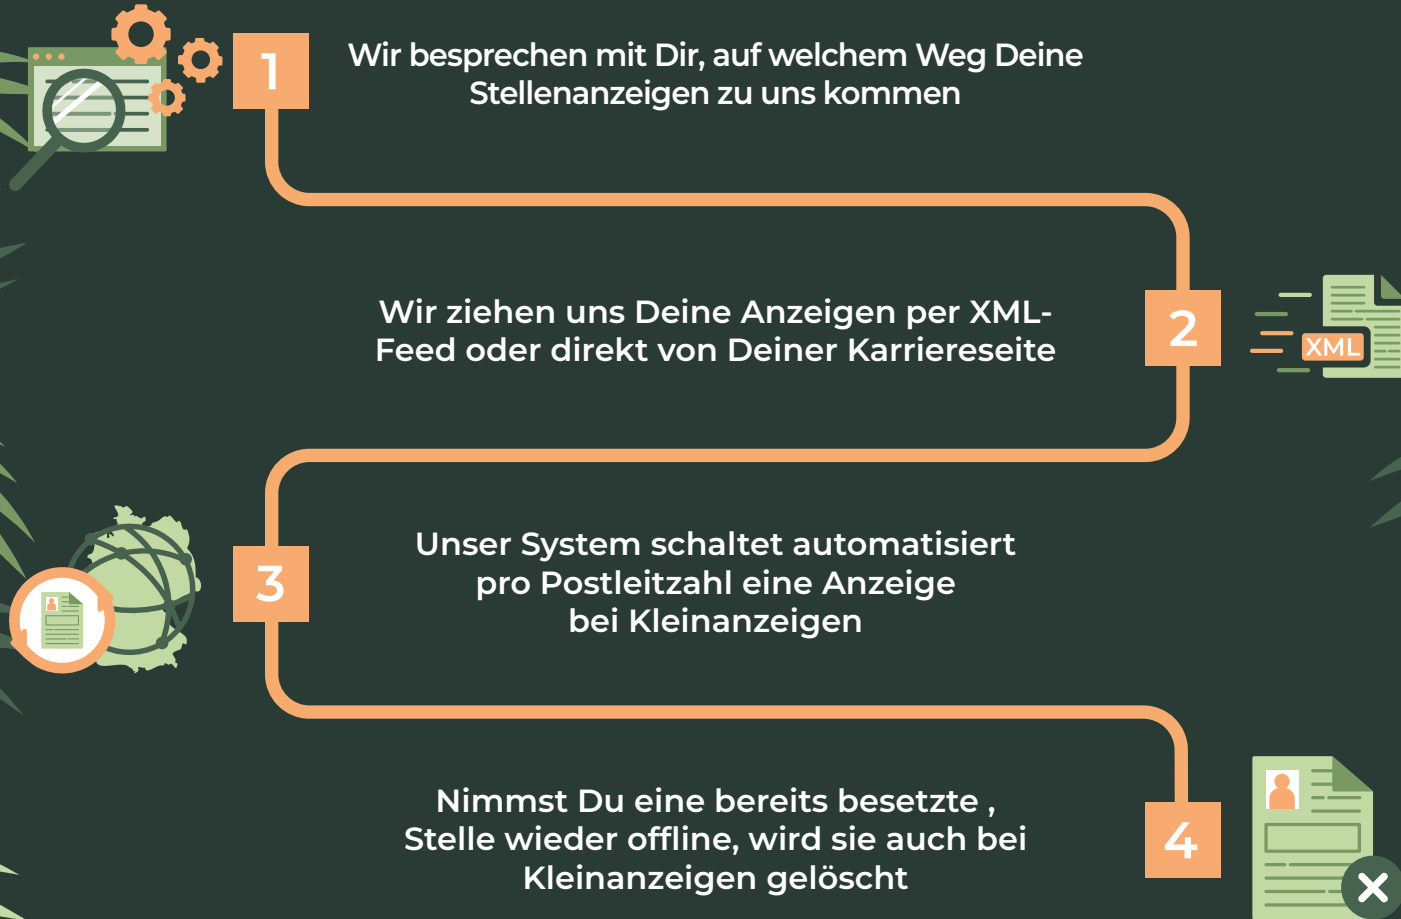 1
Wir besprechen mit Dir, auf welchem Weg Deine
Stellenanzeigen zu uns kommen
Wir ziehen uns Deine Anzeigen per XML-
Feed oder direkt von Deiner Karriereseite
2
XML
3
Unser System schaltet automatisiert
pro Postleitzahl eine Anzeige
bei Kleinanzeigen
Nimmst Du eine bereits besetzte ,
Stelle wieder offline, wird sie auch bei
Kleinanzeigen gelöscht
4